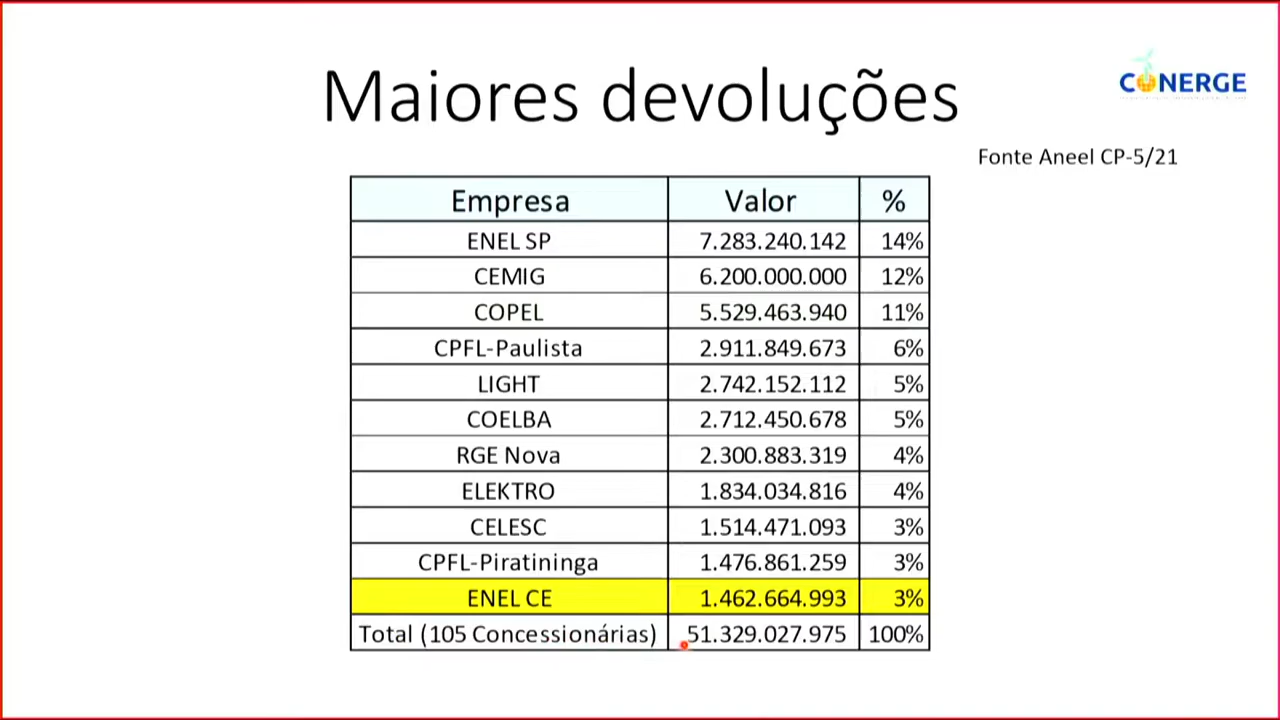 Maiores devoluções
CONERGE
Fonte Aneel CP-5/21
Empresa Valor %
ENEL SP 7.283.240.142 14%
CEMIG 6.200.000.000 12%
COPEL 5.529.463.940 11%
CPFL-Paulista 2.911.849.673 6%
LIGHT 2.742.152.112 5%
COELBA 2.712.450.678 5%
RGE Nova 2.300.883.319 4%
ELEKTRO 1.834.034.816 4%
CELESC 1.514.471.093 3%
CPFL-Piratininga 1.476.861.259 3%
ENEL CE 1.462.664.993 3%
Total (105 Concessionárias) 51.329.027.975 100%